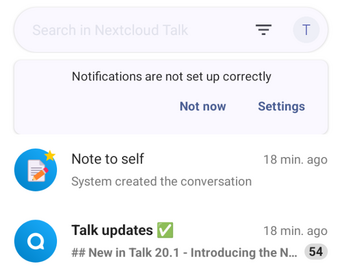 Search in Nextcloud Talk
T
Notifications are not set up correctly
Not now Settings
Note to self 18 min. ago
System created the conversation
Talk updates ✅ 18 min. ago
## New in Talk 20.1 - Introducing the N... 54